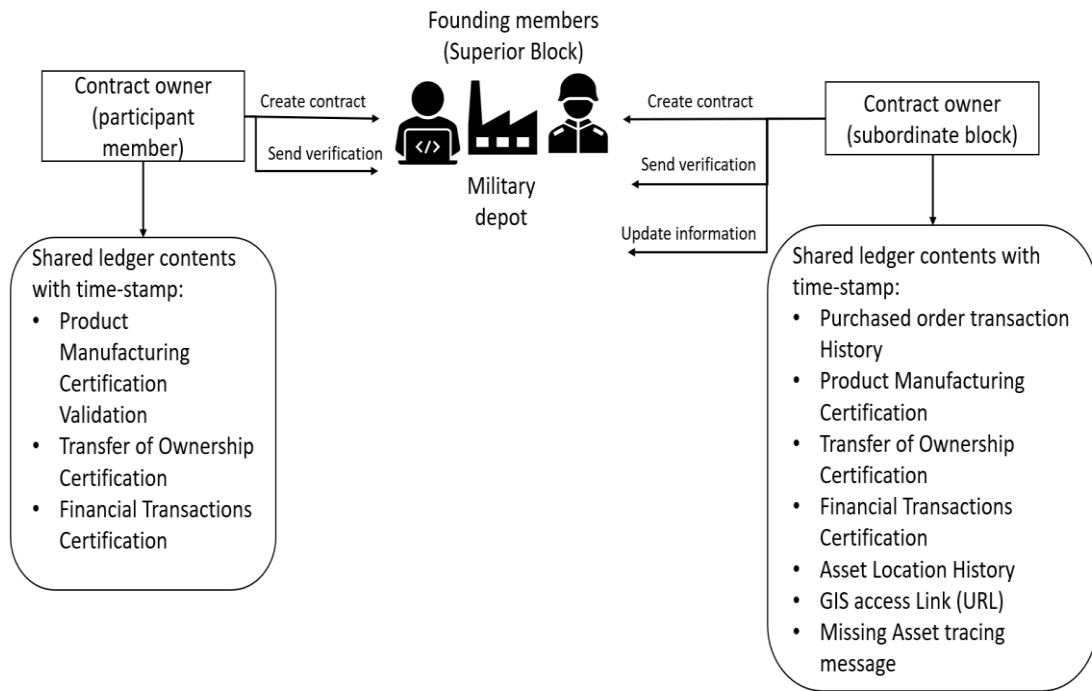 Founding members
(Superior Block)
Contract owner
(participant
member)
Create contract
Send verification
</>
Military
depot
Create contract
Send verification
Update information
Contract owner
(subordinate block)
Shared ledger contents
with time-stamp:
• Product
Manufacturing
Certification
Validation
• Transfer of Ownership
Certification
• Financial Transactions
Certification
Shared ledger contents with
time-stamp:
• Purchased order transaction
History
• Product Manufacturing
Certification
• Transfer of Ownership
Certification
• Financial Transactions
Certification
• Asset Location History
• GIS access Link (URL)
• Missing Asset tracing
message